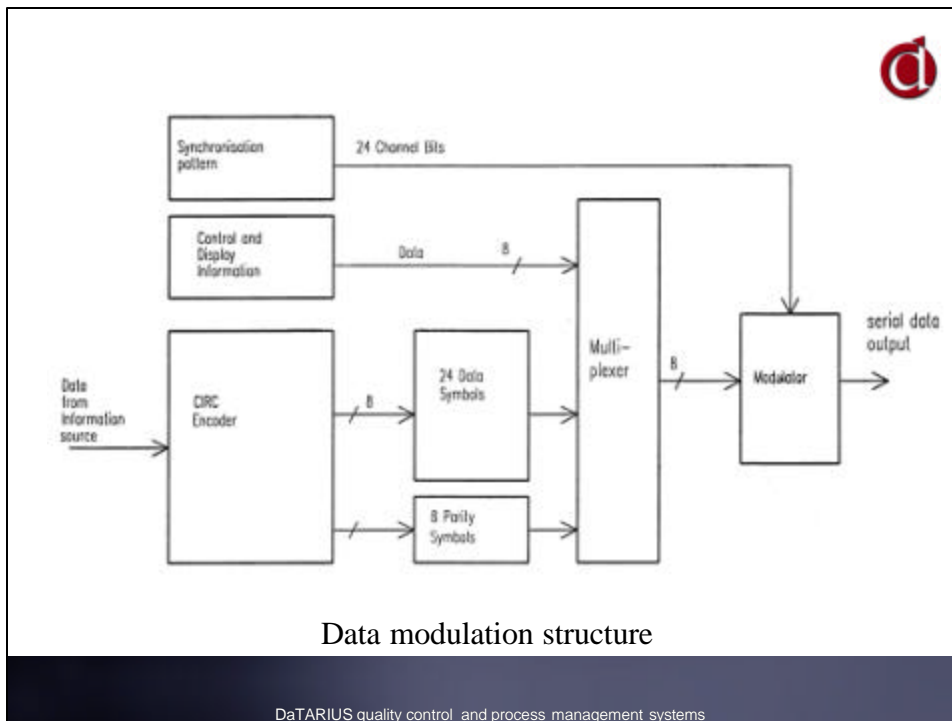 d
Synchronisation
pattern
24 Channel Bits
Control and
Display
Information
Data
8
Data
from
Information
source
CIRC
Encoder
8
24 Data
Symbols
8 Parity
Symbols
Multi-
plexer
8
Modulator
serial data
output
Data modulation structure
DaTARIUS quality control and process management systems